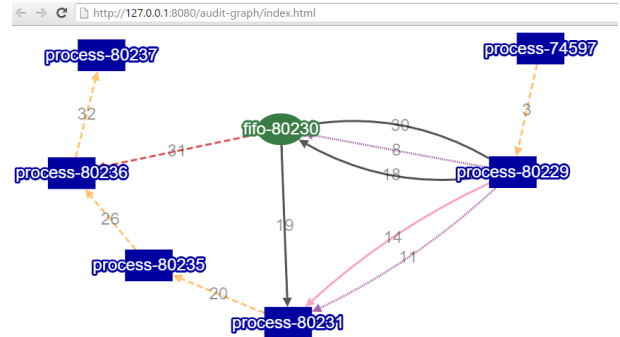 http://127.0.0.1:8080/audit-graph/index.html
process-80237
process-74597
32
3
fifo-80230
30
31
8
process-80236
18
process-80229
26
19
14
11
process-80235
20
process-80231